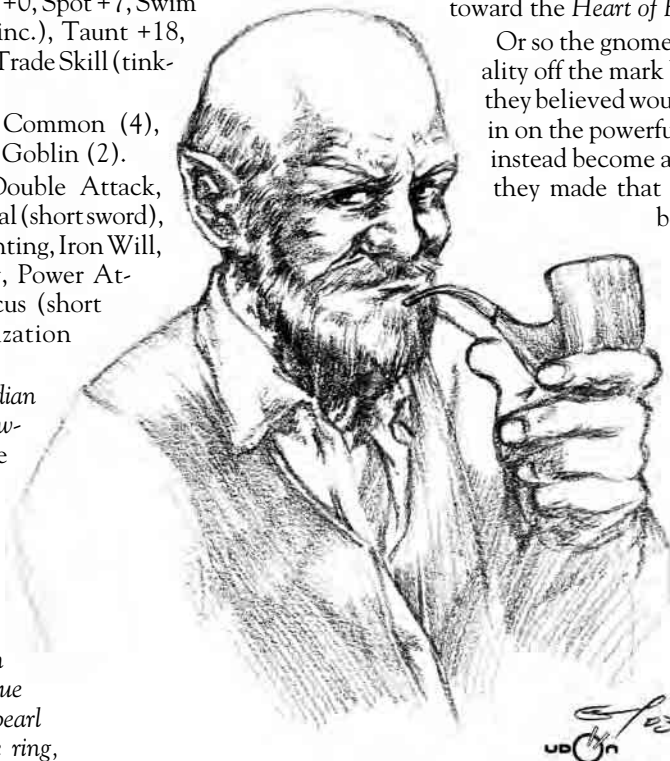 +0, Spot +7, Swim
inc.), Taunt +18,
Trade Skill (tink-
Common (4),
Goblin (2).
Double Attack,
al (short sword),
nting, Iron Will,
, Power At-
cus (short
ization
dian
w-
e
n
ue
pearl
ring,
toward the Heart of
Or so the gnome
ality off the mark
they believed wou
in on the powerfu
instead become a
they made that
b
UDON